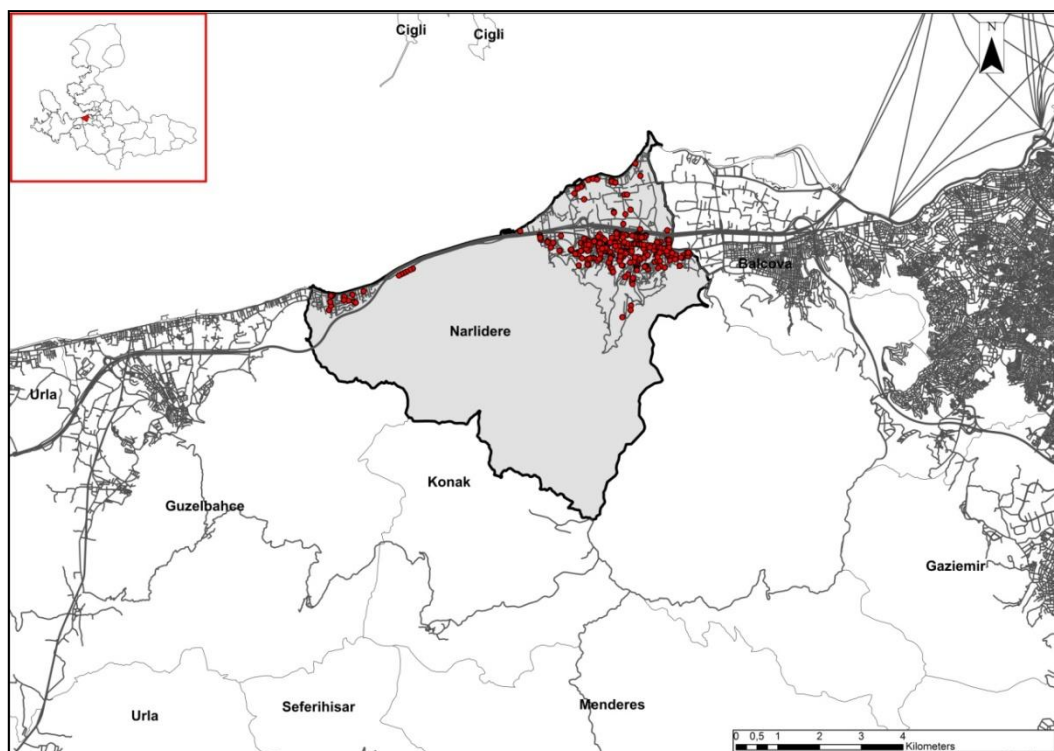 Cigli
Cigli
N
Balcova
Narlidere
Urla
Konak
Guzelbahce
Gaziemir
Urla
Seferihisar
Menderes
0 0,5 1 2 3 4
Kilometers